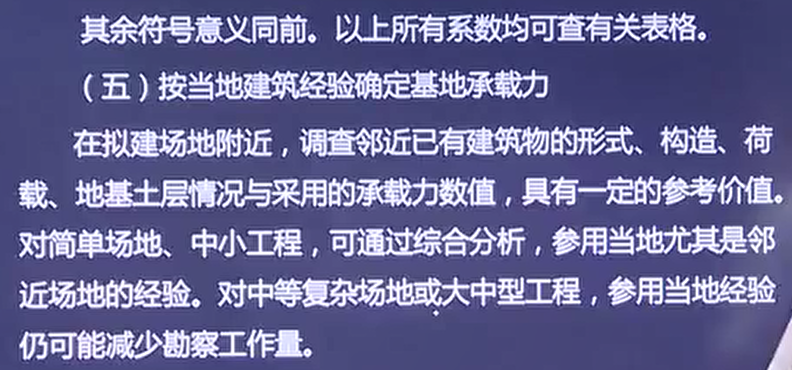 其余符号意义同前。以上所有系数均可查有关表格。
（五）按当地建筑经验确定基地承载力
在拟建场地附近，调查邻近已有建筑物的形式、构造、荷
载、地基土层情况与采用的承载力数值，具有一定的参考价值。
对简单场地、中小工程，可通过综合分析，参用当地尤其是邻
近场地的经验。对中等复杂场地或大中型工程，参用当地经验
仍可能减少勘察工作量。